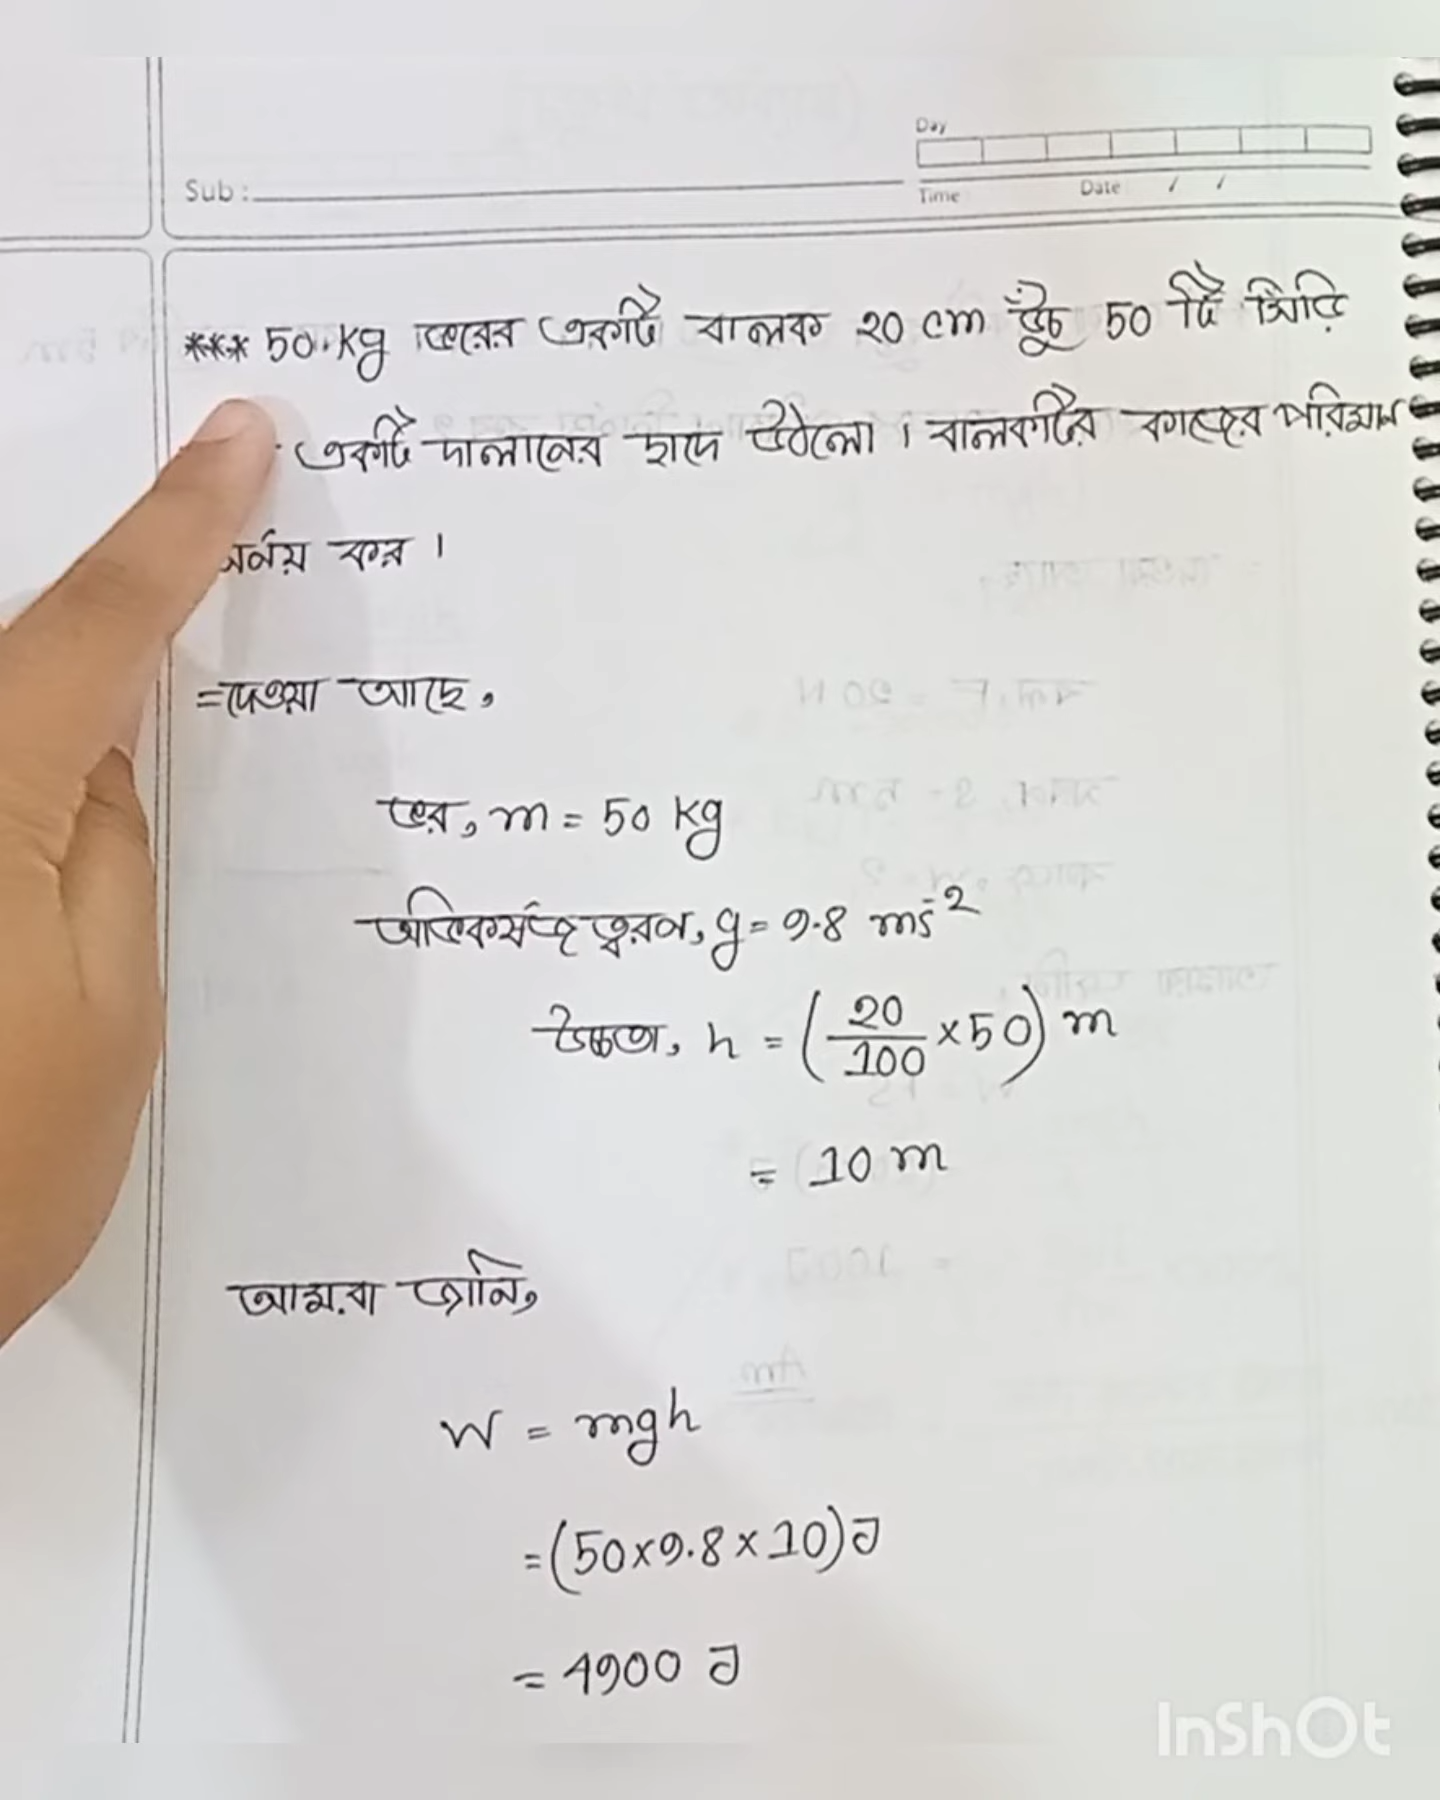 Day
Sub :
Time
Date / /
*** 50.kg ভরের একটি বালক 20 cm উঁচু 50 টি সিঁড়ি
একটি দালানের ছাদে উঠলো । বালকটির কাজের পরিমান
র্নয় কর ।
=দেওয়া আছে,
ভর, m = 50 kg
অভিকর্ষজ ত্বরণ, g = 9.8 ms⁻²
উচ্চতা, h = (20/100 × 50) m
= 10 m
আমরা জানি,
W = mgh
= (50×9.8×10) J
= 4900 J
InShOt